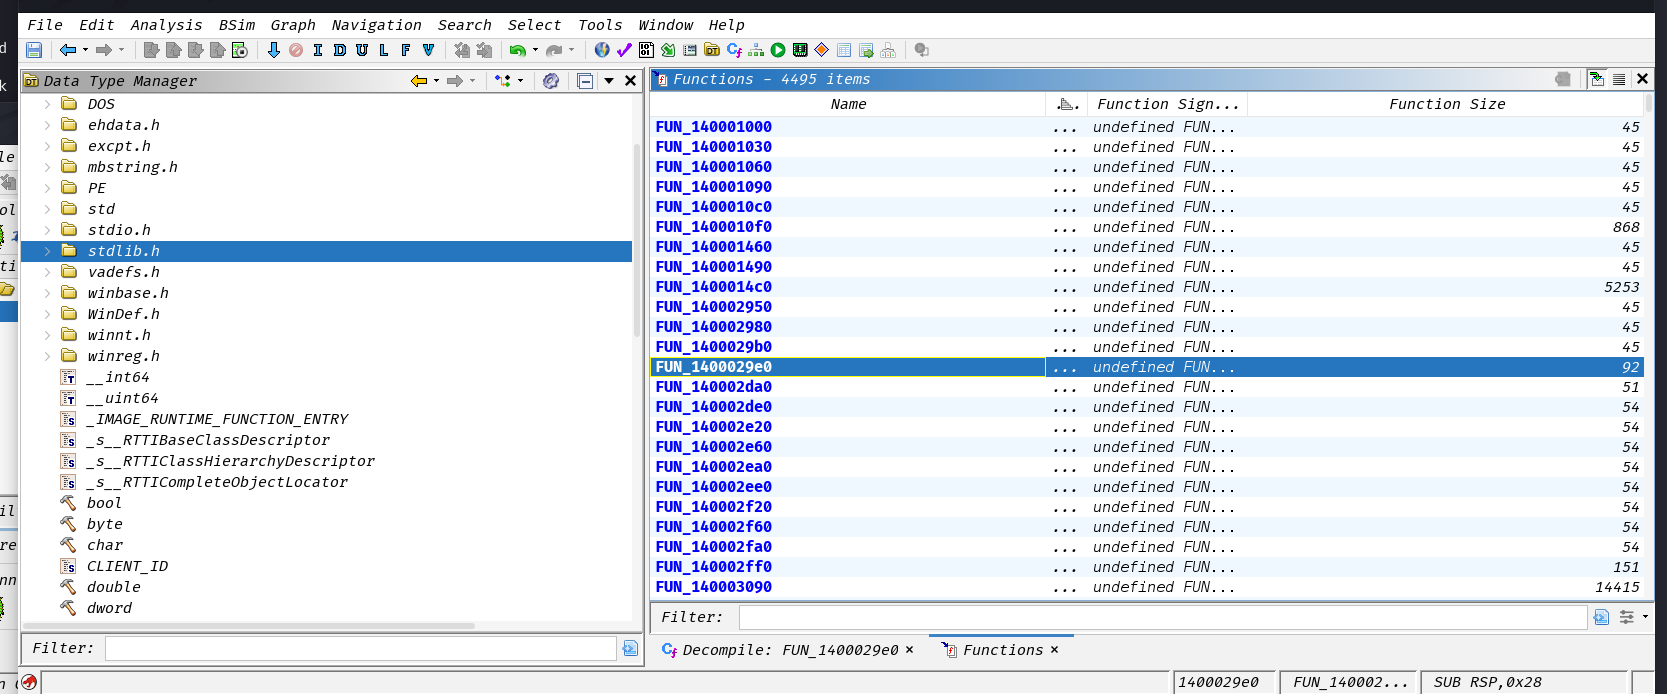 File Edit Analysis BSim Graph Navigation Search Select Tools Window Help
I D U L F V
Data Type Manager
DOS
ehdata.h
excpt.h
mbstring.h
PE
std
stdio.h
stdlib.h
vadefs.h
winbase.h
WinDef.h
winnt.h
winreg.h
__int64
__uint64
_IMAGE_RUNTIME_FUNCTION_ENTRY
_s__RTTIBaseClassDescriptor
_s__RTTIClassHierarchyDescriptor
_s__RTTICompleteObjectLocator
bool
byte
char
CLIENT_ID
double
dword
Filter:
Functions - 4495 items
Name Function Sign... Function Size
FUN_140001000 ... undefined FUN... 45
FUN_140001030 ... undefined FUN... 45
FUN_140001060 ... undefined FUN... 45
FUN_140001090 ... undefined FUN... 45
FUN_1400010c0 ... undefined FUN... 45
FUN_1400010f0 ... undefined FUN... 868
FUN_140001460 ... undefined FUN... 45
FUN_140001490 ... undefined FUN... 45
FUN_1400014c0 ... undefined FUN... 5253
FUN_140002950 ... undefined FUN... 45
FUN_140002980 ... undefined FUN... 45
FUN_1400029b0 ... undefined FUN... 45
FUN_1400029e0 ... undefined FUN... 92
FUN_140002da0 ... undefined FUN... 51
FUN_140002de0 ... undefined FUN... 54
FUN_140002e20 ... undefined FUN... 54
FUN_140002e60 ... undefined FUN... 54
FUN_140002ea0 ... undefined FUN... 54
FUN_140002ee0 ... undefined FUN... 54
FUN_140002f20 ... undefined FUN... 54
FUN_140002f60 ... undefined FUN... 54
FUN_140002fa0 ... undefined FUN... 54
FUN_140002ff0 ... undefined FUN... 151
FUN_140003090 ... undefined FUN... 14415
Filter:
Decompile: FUN_1400029e0 × Functions ×
1400029e0 FUN_140002... SUB RSP,0x28